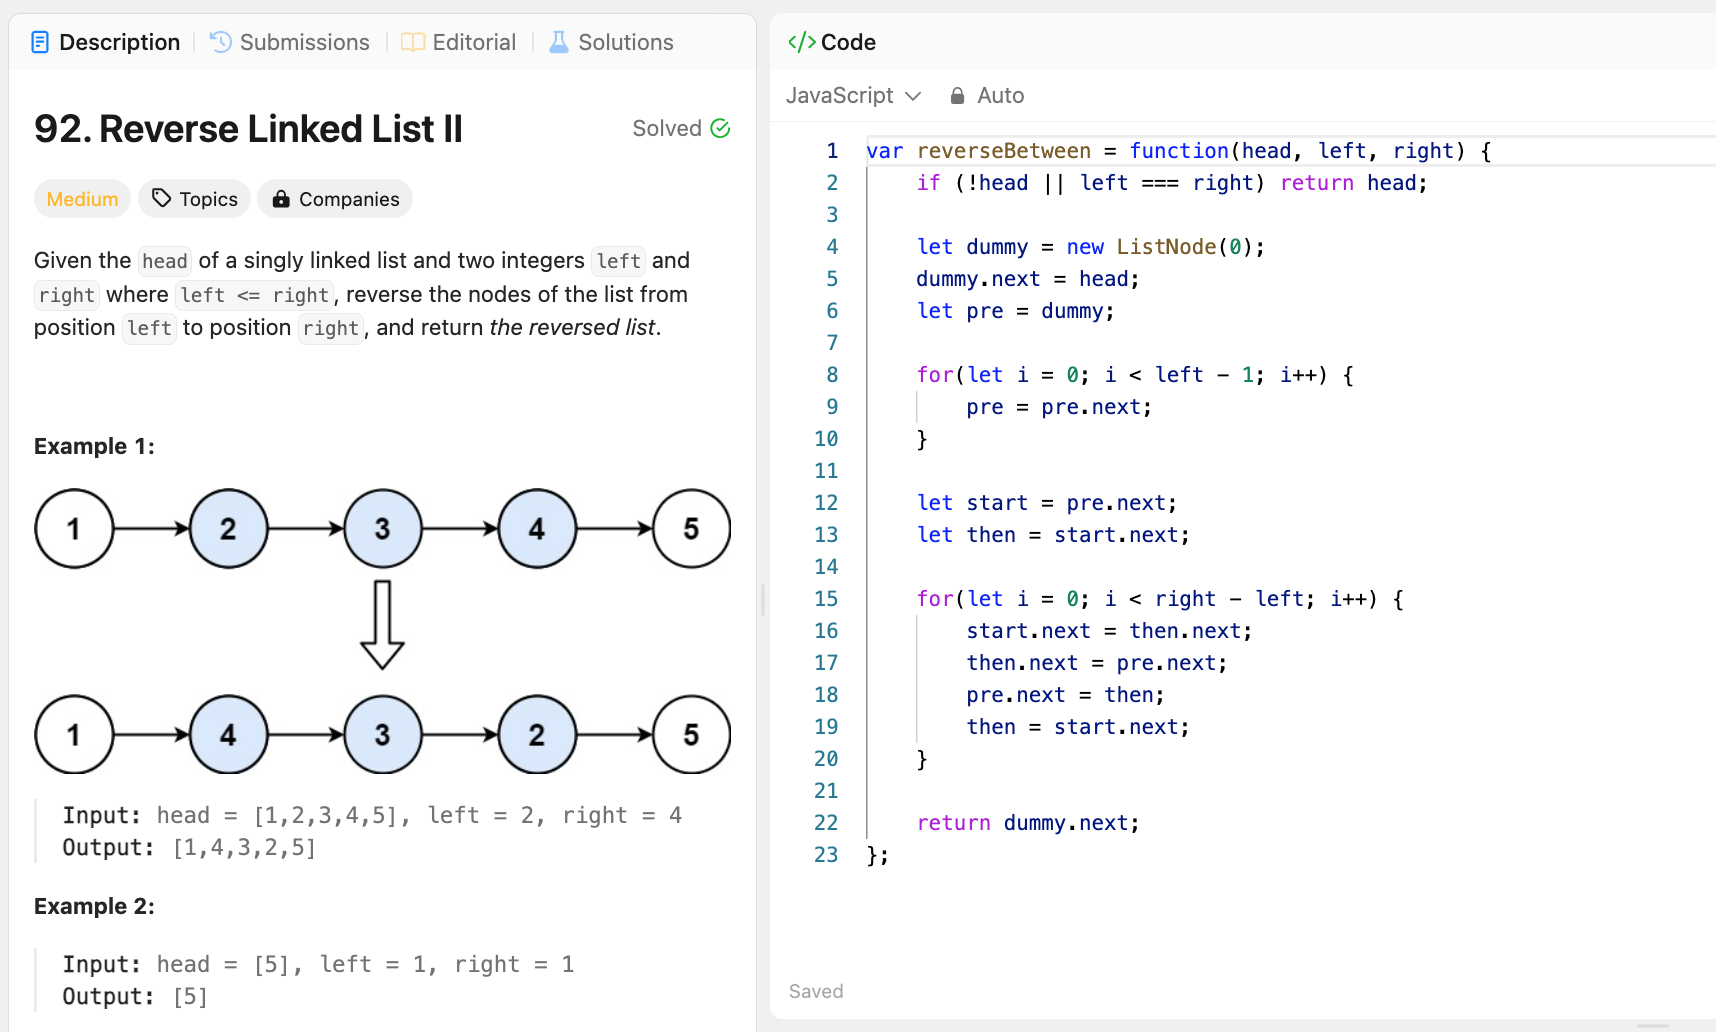 Description Submissions Editorial Solutions
92. Reverse Linked List II Solved
Medium Topics Companies
Given the head of a singly linked list and two integers left and
right where left <= right, reverse the nodes of the list from
position left to position right, and return the reversed list.
Example 1:
1 2 3 4 5
1 4 3 2 5
Input: head = [1,2,3,4,5], left = 2, right = 4
Output: [1,4,3,2,5]
Example 2:
Input: head = [5], left = 1, right = 1
Output: [5]
</> Code
JavaScript Auto
1 var reverseBetween = function(head, left, right) {
2     if (!head || left === right) return head;
3
4     let dummy = new ListNode(0);
5     dummy.next = head;
6     let pre = dummy;
7
8     for(let i = 0; i < left - 1; i++) {
9         pre = pre.next;
10     }
11
12     let start = pre.next;
13     let then = start.next;
14
15     for(let i = 0; i < right - left; i++) {
16         start.next = then.next;
17         then.next = pre.next;
18         pre.next = then;
19         then = start.next;
20     }
21
22     return dummy.next;
23 };
Saved